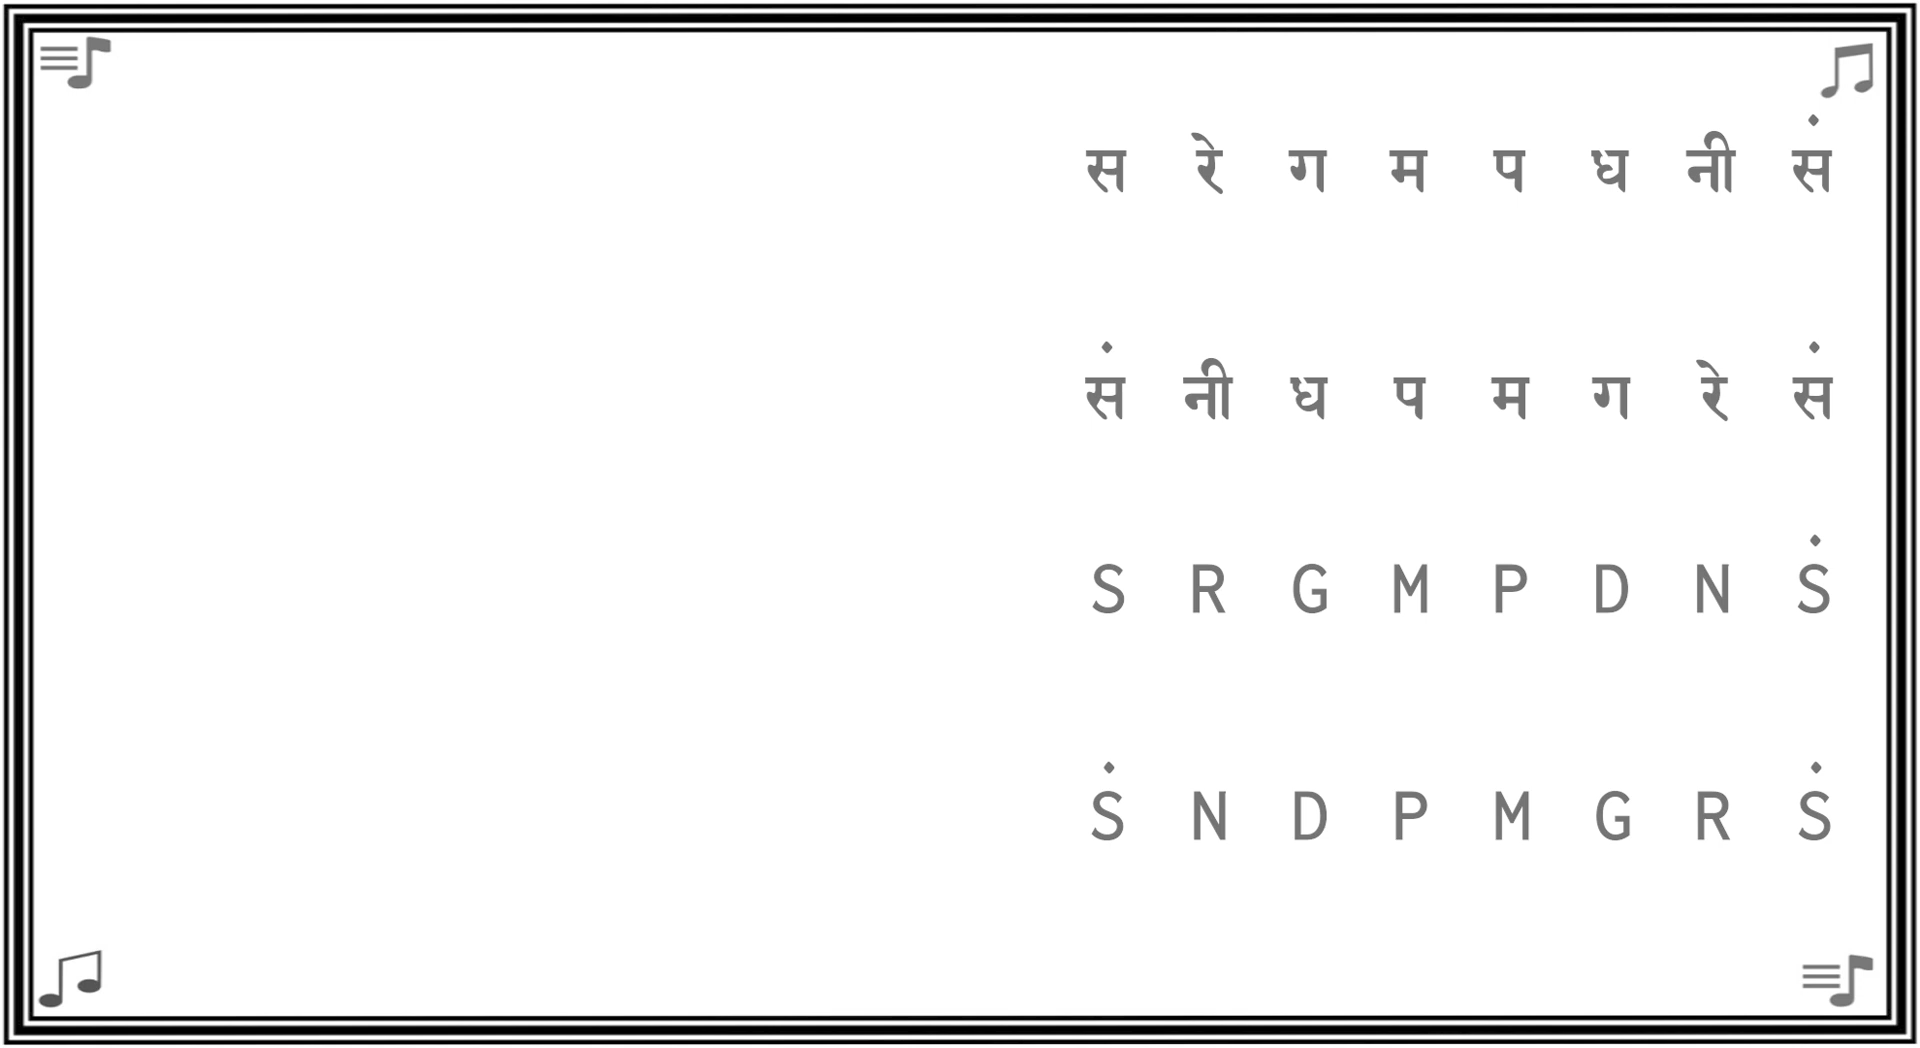 स रे ग म प ध नी सं
सं नी ध प म ग रे सं
S R G M P D N Ṡ
Ṡ N D P M G R Ṡ